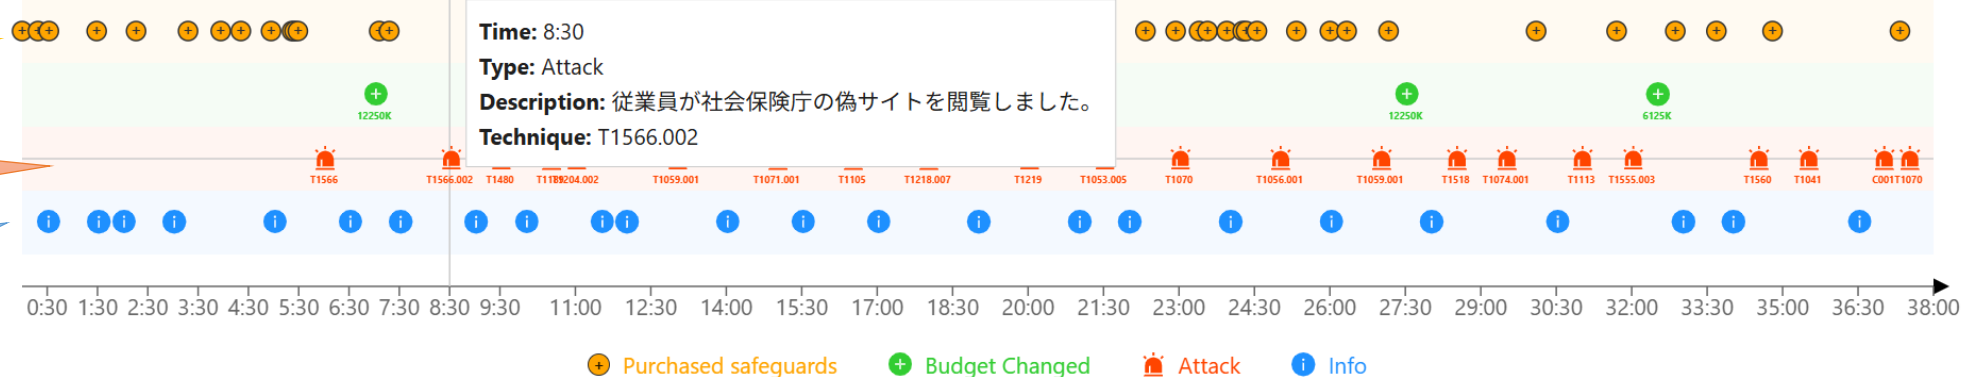 Time: 8:30
Type: Attack
Description: 従業員が社会保険庁の偽サイトを閲覧しました。
Technique: T1566.002
12250K 12250K 6125K
T1566 T1566.002 T1480 T1204.002 T1059.001 T1071.001 T1105 T1218.007 T1219 T1053.005 T1070 T1056.001 T1059.001 T1518 T1074.001 T1113 T1555.003 T1560 T1041 C001 T1070
0:30 1:30 2:30 3:30 4:30 5:30 6:30 7:30 8:30 9:30 11:00 12:30 14:00 15:30 17:00 18:30 20:00 21:30 23:00 24:30 26:00 27:30 29:00 30:30 32:00 33:30 35:00 36:30 38:00
Purchased safeguards Budget Changed Attack Info